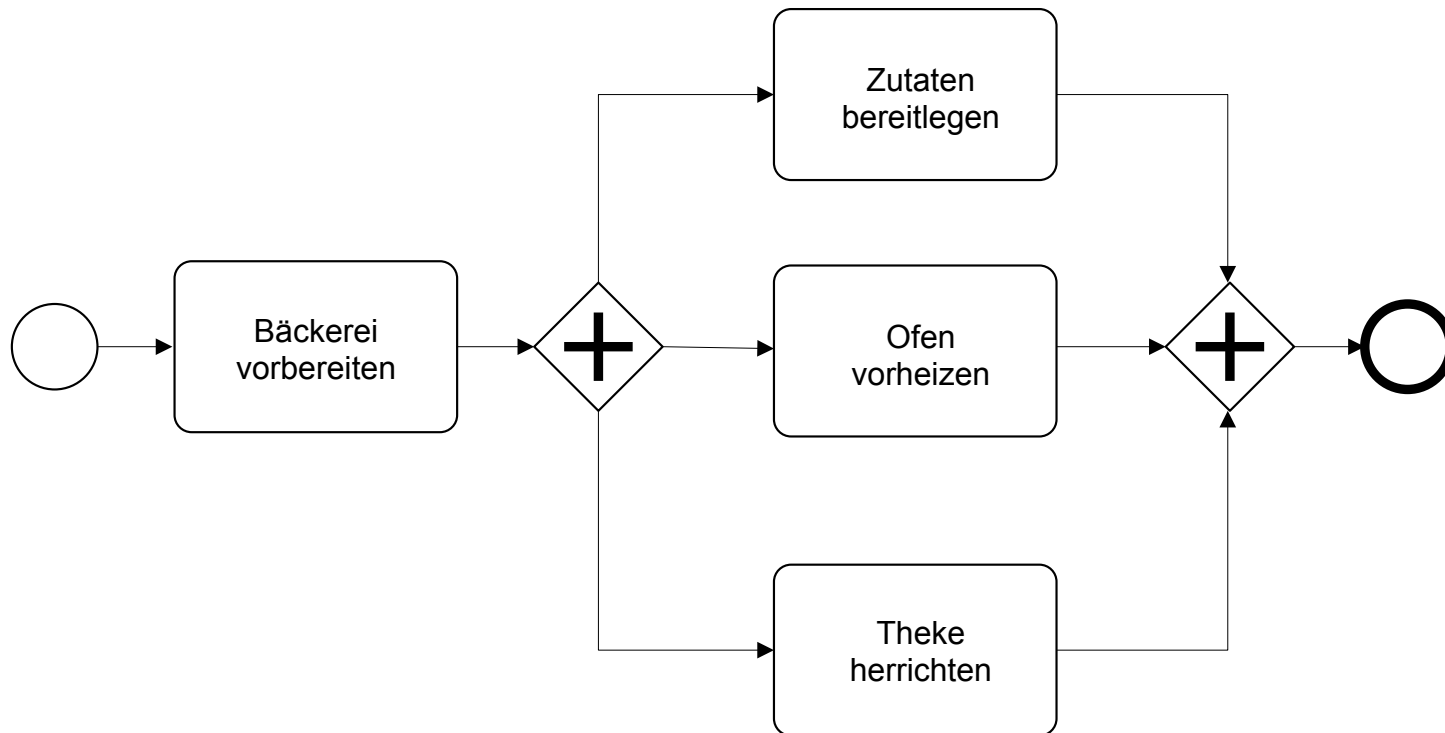 Zutaten
bereitlegen
Bäckerei
vorbereiten
Ofen
vorheizen
Theke
herrichten